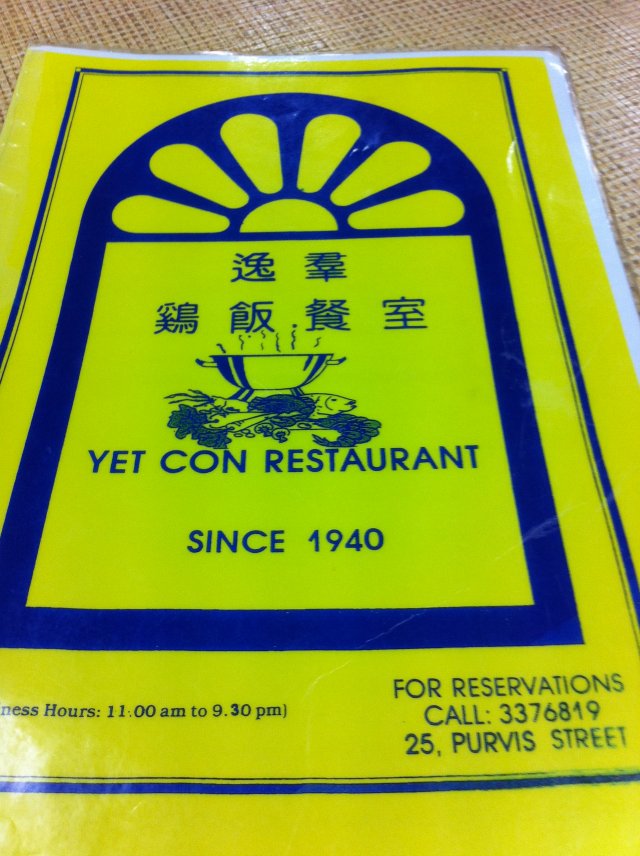 逸羣
鷄飯餐室
YET CON RESTAURANT
SINCE 1940
ness Hours: 11.00 am to 9.30 pm)
FOR RESERVATIONS
CALL: 3376819
25, PURVIS STREET